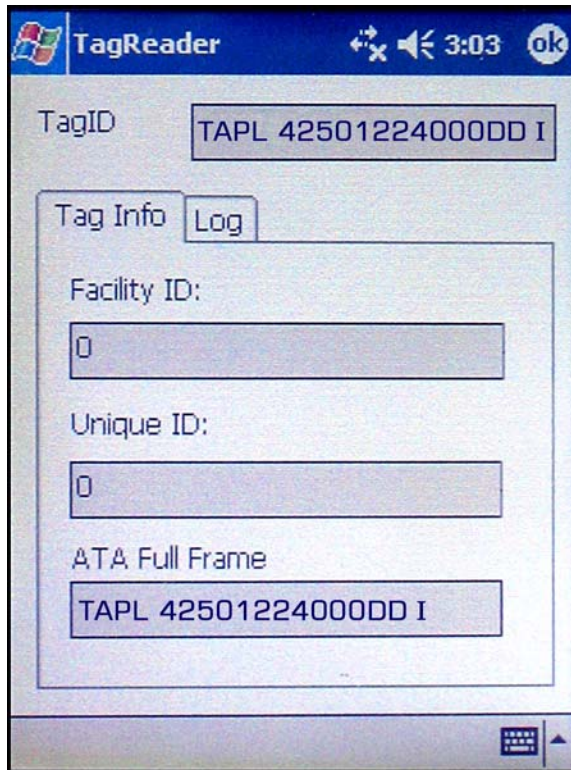 TagReader 3:03 ok
TagID TAPL 42501224000DD I
Tag Info Log
Facility ID:
0
Unique ID:
0
ATA Full Frame
TAPL 42501224000DD I